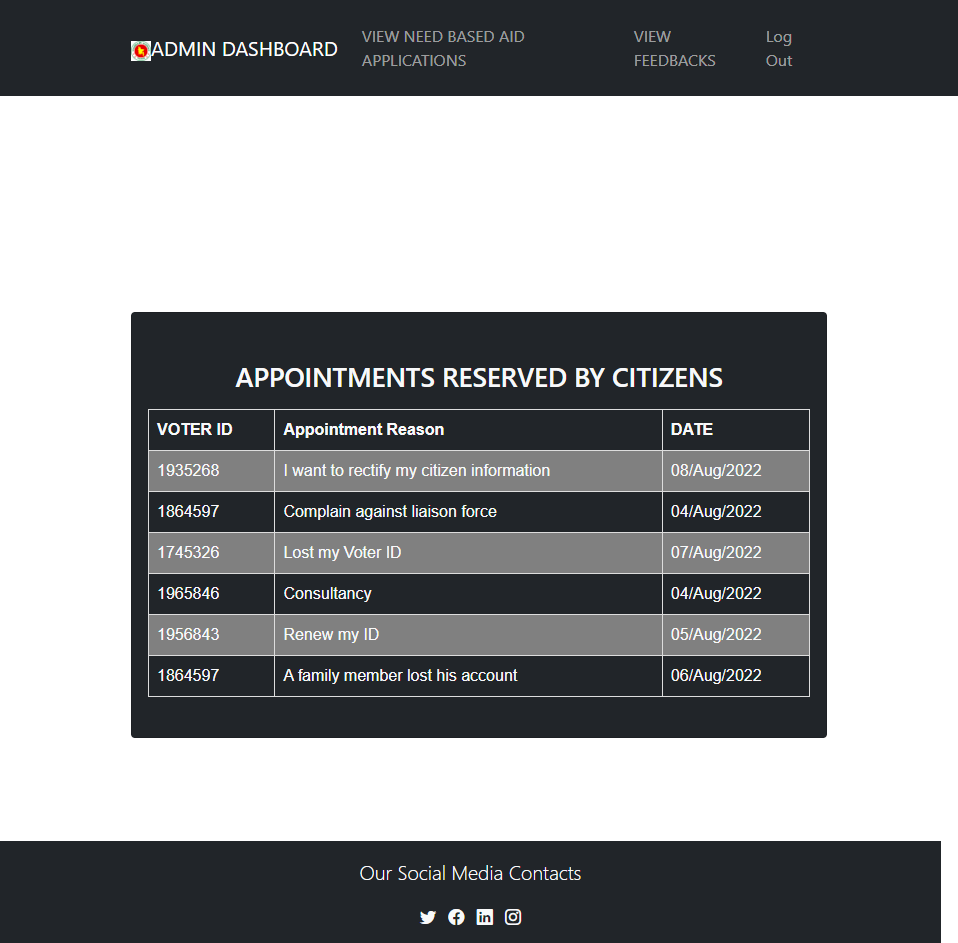 ADMIN DASHBOARD
VIEW NEED BASED AID
APPLICATIONS
VIEW
FEEDBACKS
Log
Out
APPOINTMENTS RESERVED BY CITIZENS
VOTER ID Appointment Reason DATE
1935268 I want to rectify my citizen information 08/Aug/2022
1864597 Complain against liaison force 04/Aug/2022
1745326 Lost my Voter ID 07/Aug/2022
1965846 Consultancy 04/Aug/2022
1956843 Renew my ID 05/Aug/2022
1864597 A family member lost his account 06/Aug/2022
Our Social Media Contacts